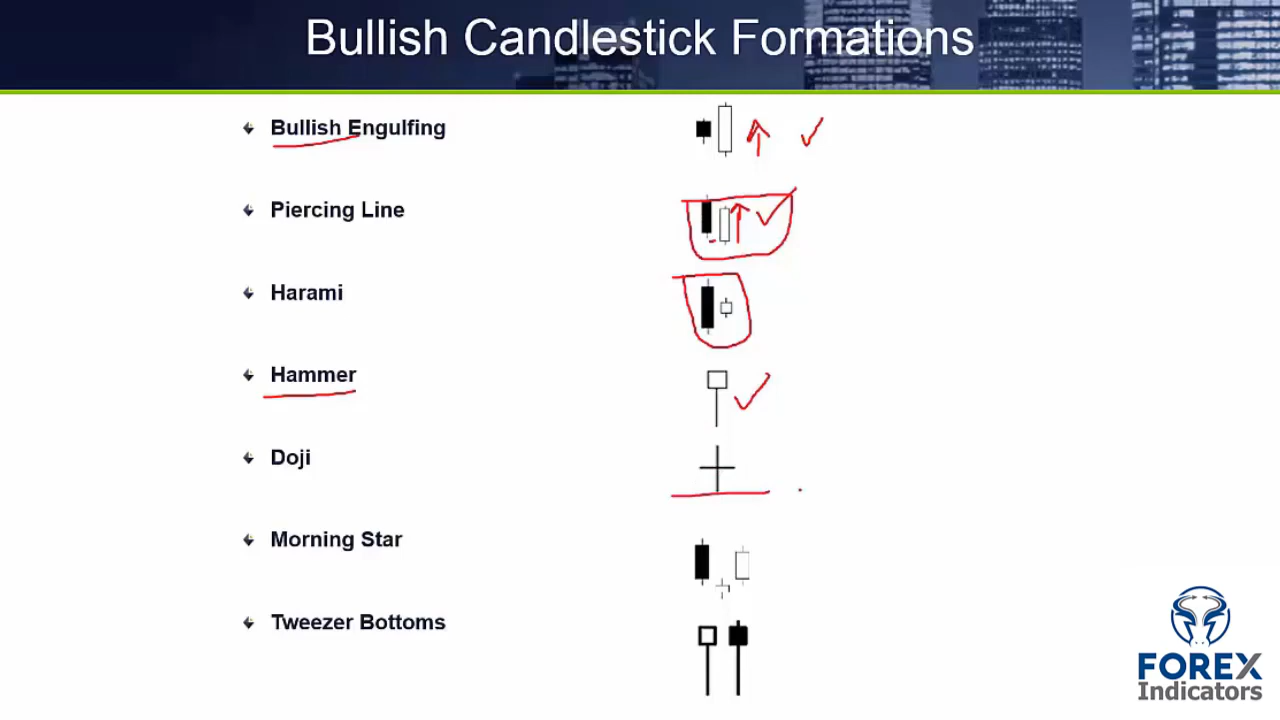 Bullish Candlestick Formations
Bullish Engulfing
Piercing Line
Harami
Hammer
Doji
Morning Star
Tweezer Bottoms
FOREX
Indicators